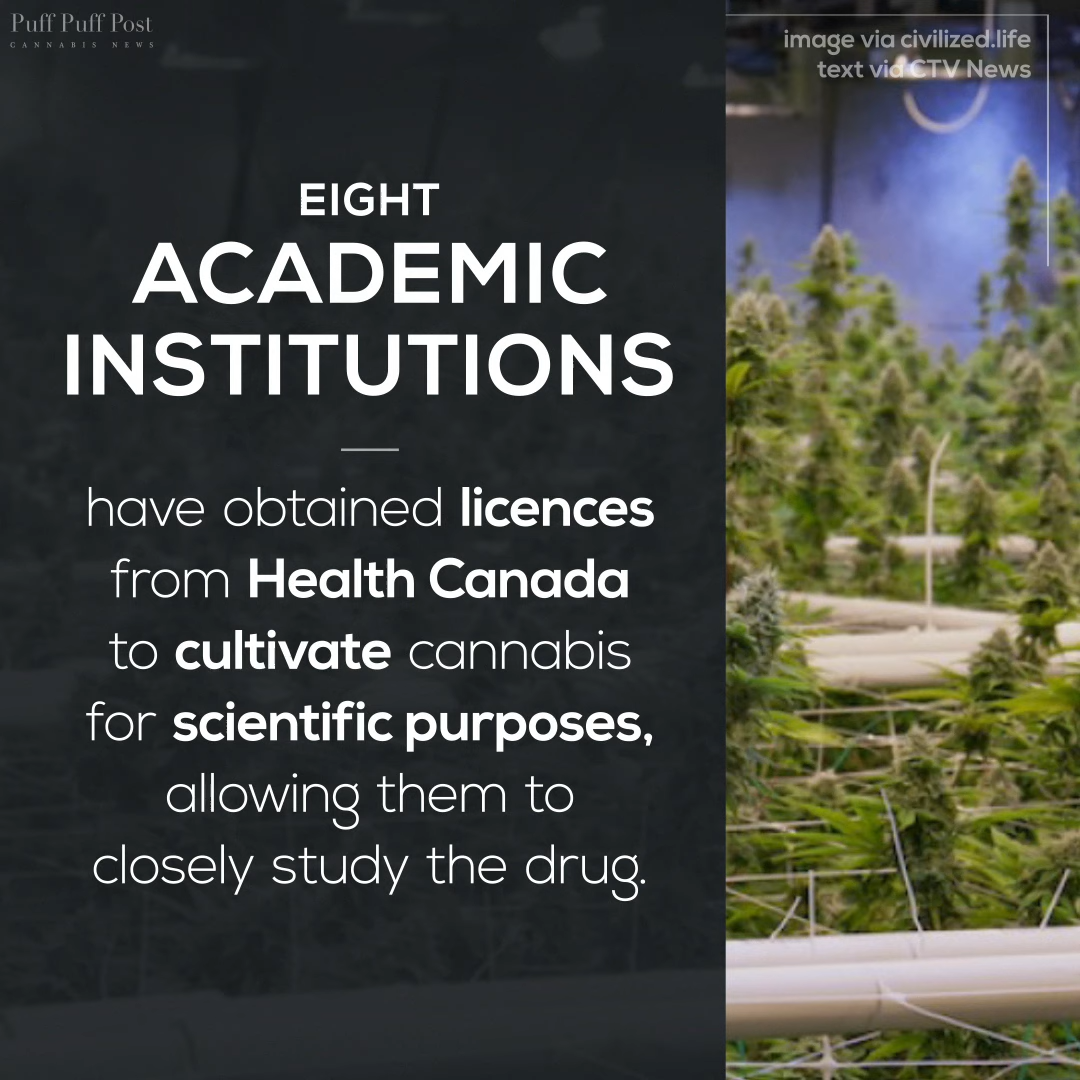 Puff Puff Post
CANNABIS NEWS
image via civilized.life
text via CTV News
EIGHT
ACADEMIC
INSTITUTIONS
have obtained licences
from Health Canada
to cultivate cannabis
for scientific purposes,
allowing them to
closely study the drug.